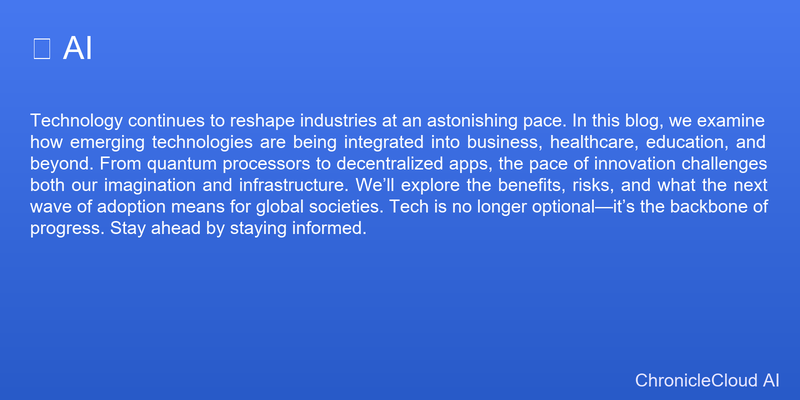 AI
Technology continues to reshape industries at an astonishing pace. In this blog, we examine
how emerging technologies are being integrated into business, healthcare, education, and
beyond. From quantum processors to decentralized apps, the pace of innovation challenges
both our imagination and infrastructure. We’ll explore the benefits, risks, and what the next
wave of adoption means for global societies. Tech is no longer optional—it’s the backbone of
progress. Stay ahead by staying informed.
ChronicleCloud AI